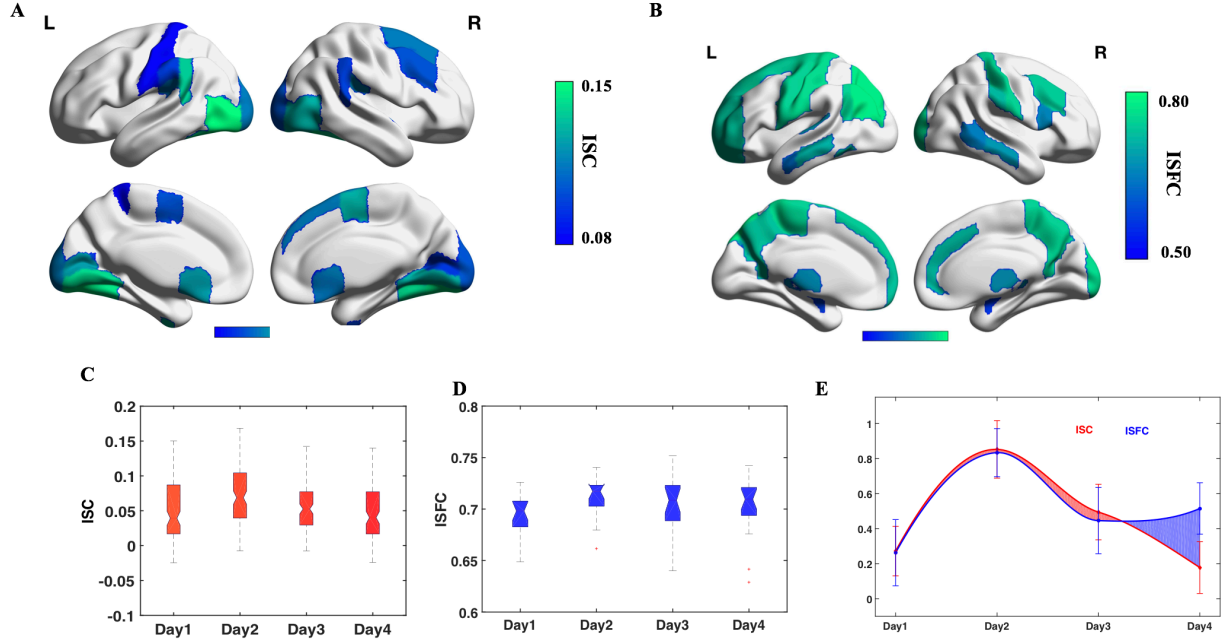 A
L
R
0.15
ISC
0.08
B
L
R
0.80
ISFC
0.50
C
ISC
0.2
0.15
0.1
0.05
0
-0.05
-0.1
Day1 Day2 Day3 Day4
D
ISFC
0.8
0.75
0.7
0.65
0.6
Day1 Day2 Day3 Day4
E
ISC ISFC
1
0.8
0.6
0.4
0.2
0
Day1 Day2 Day3 Day4